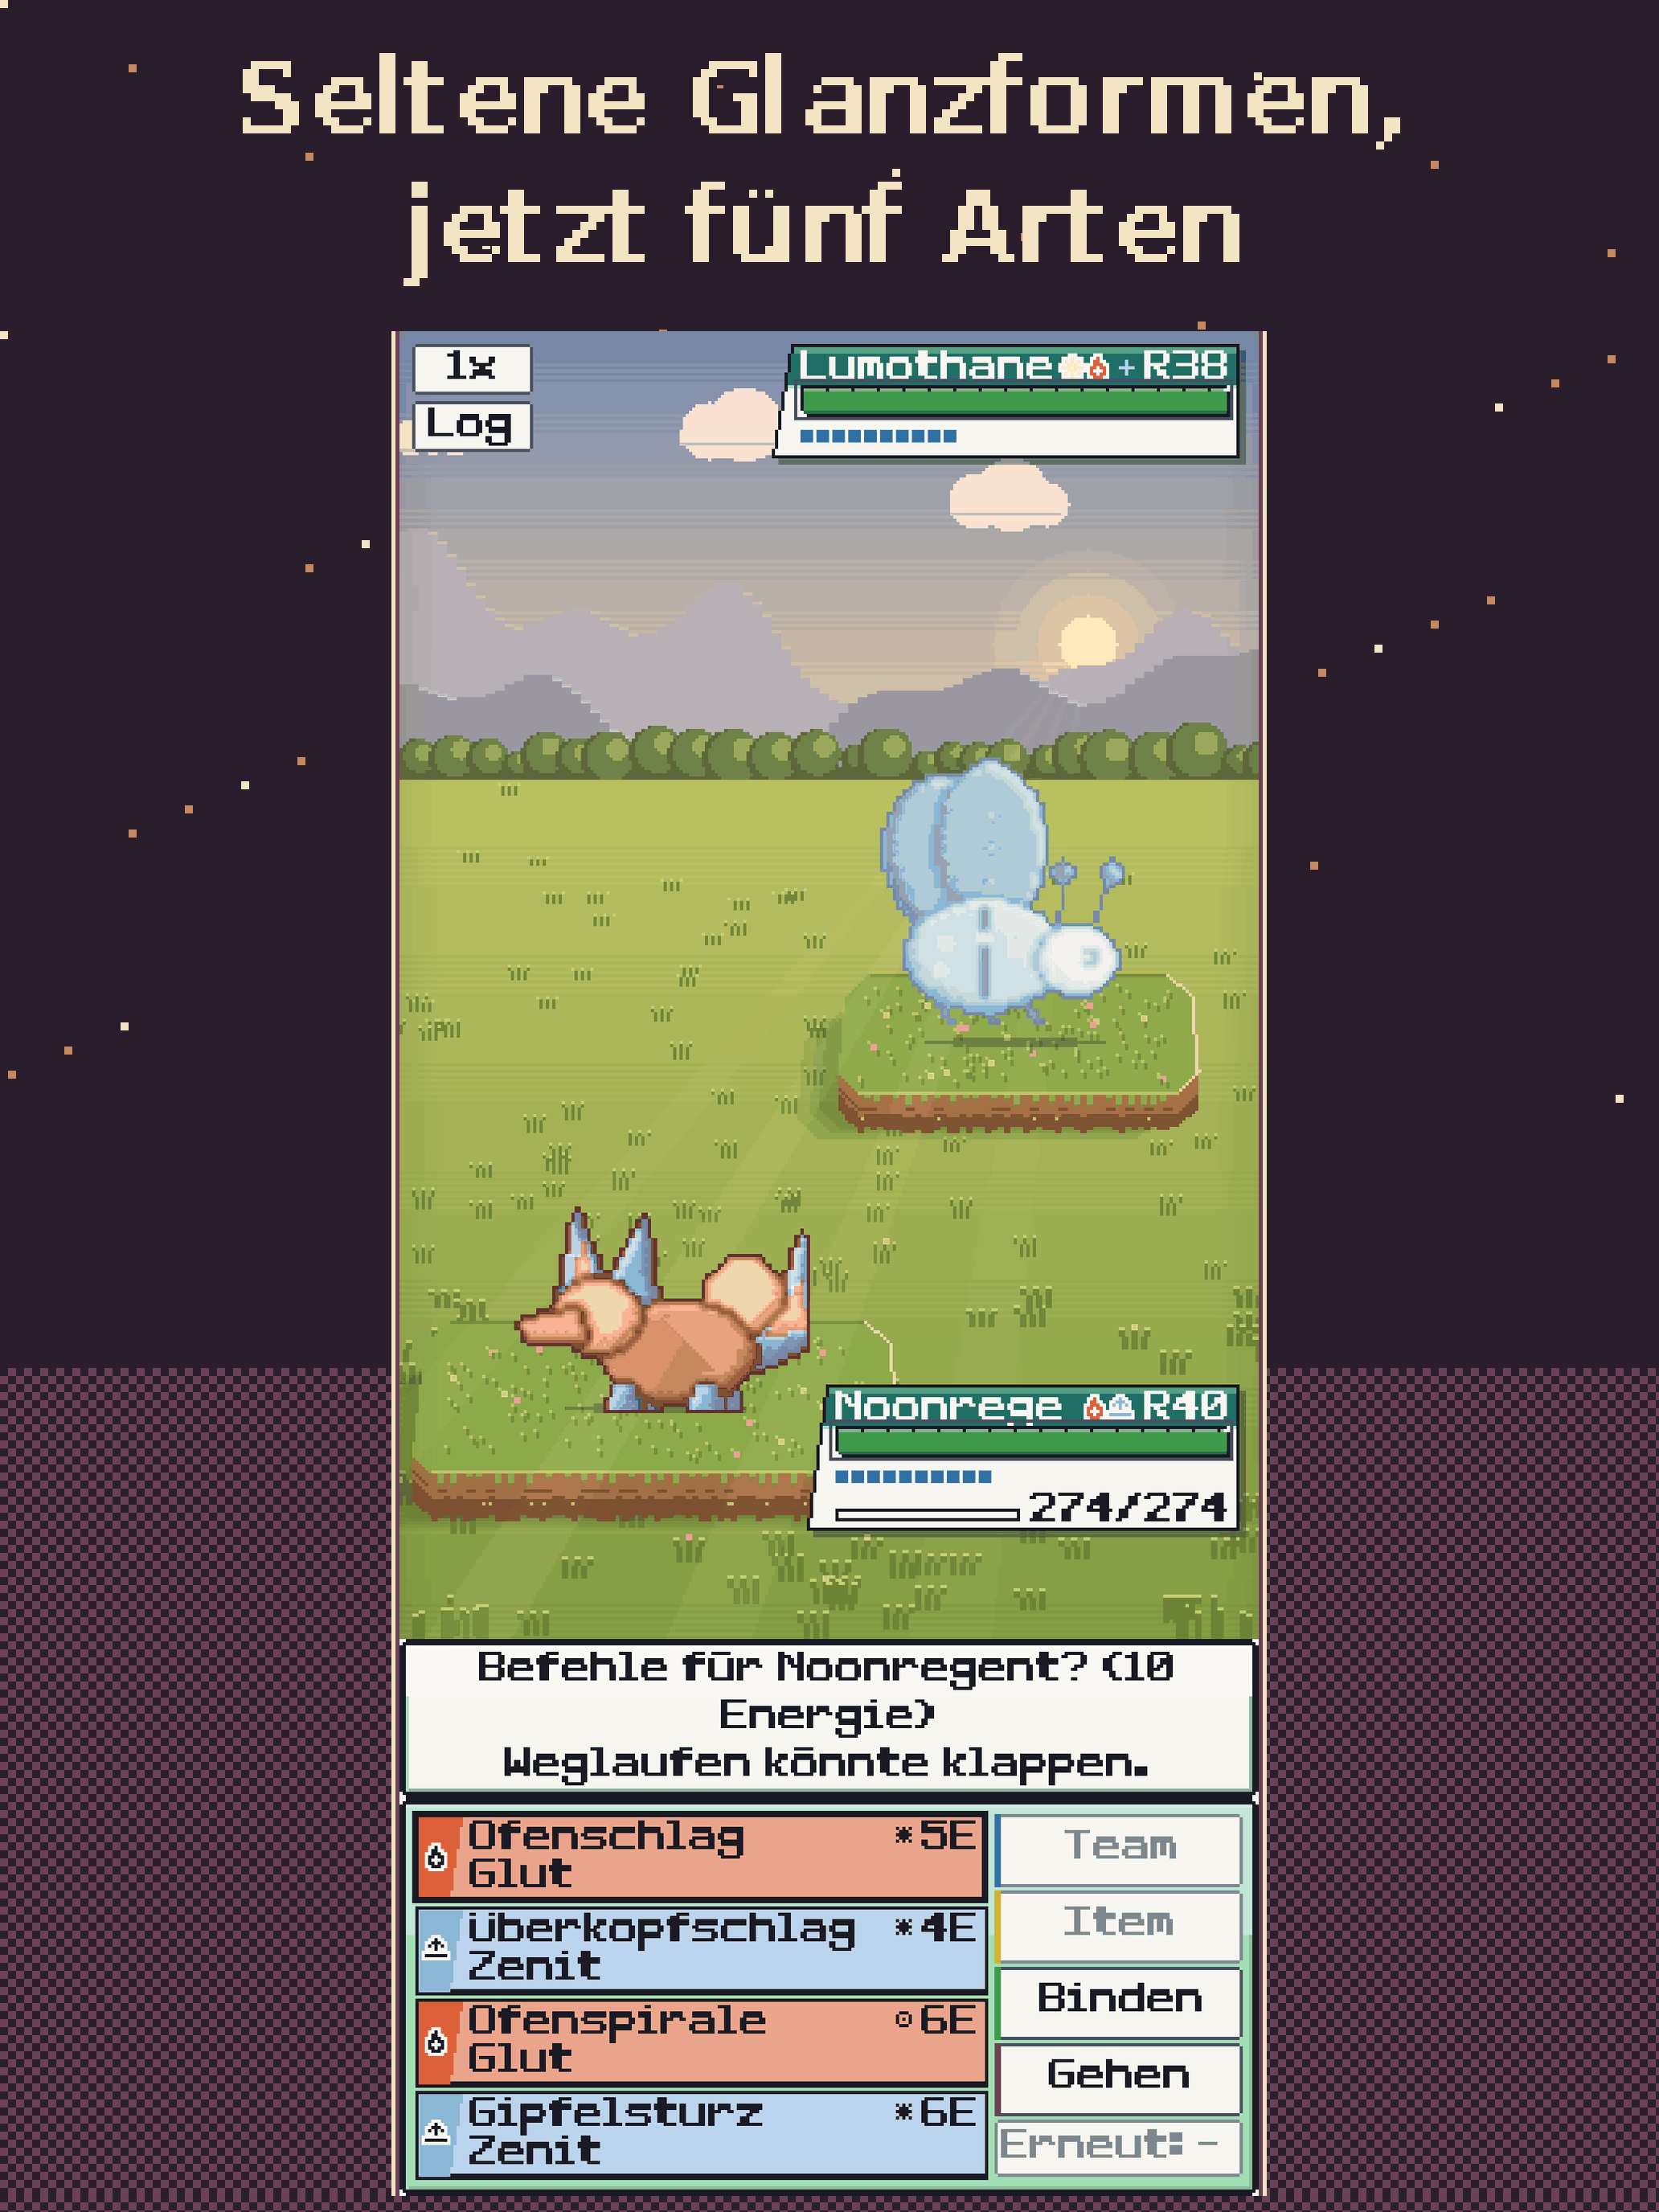 Seltene Glanzformen,
jetzt fünf Arten
1x
Log
Lumothane + R38
Noonrege R40
274/274
Befehle für Noonregent? (10
Energie)
Weglaufen könnte klappen.
Ofenschlag *5E
Glut
Überkopfschlag *4E
Zenit
Ofenspirale 6E
Glut
Gipfelsturz *6E
Zenit
Team
Item
Binden
Gehen
Erneut: -